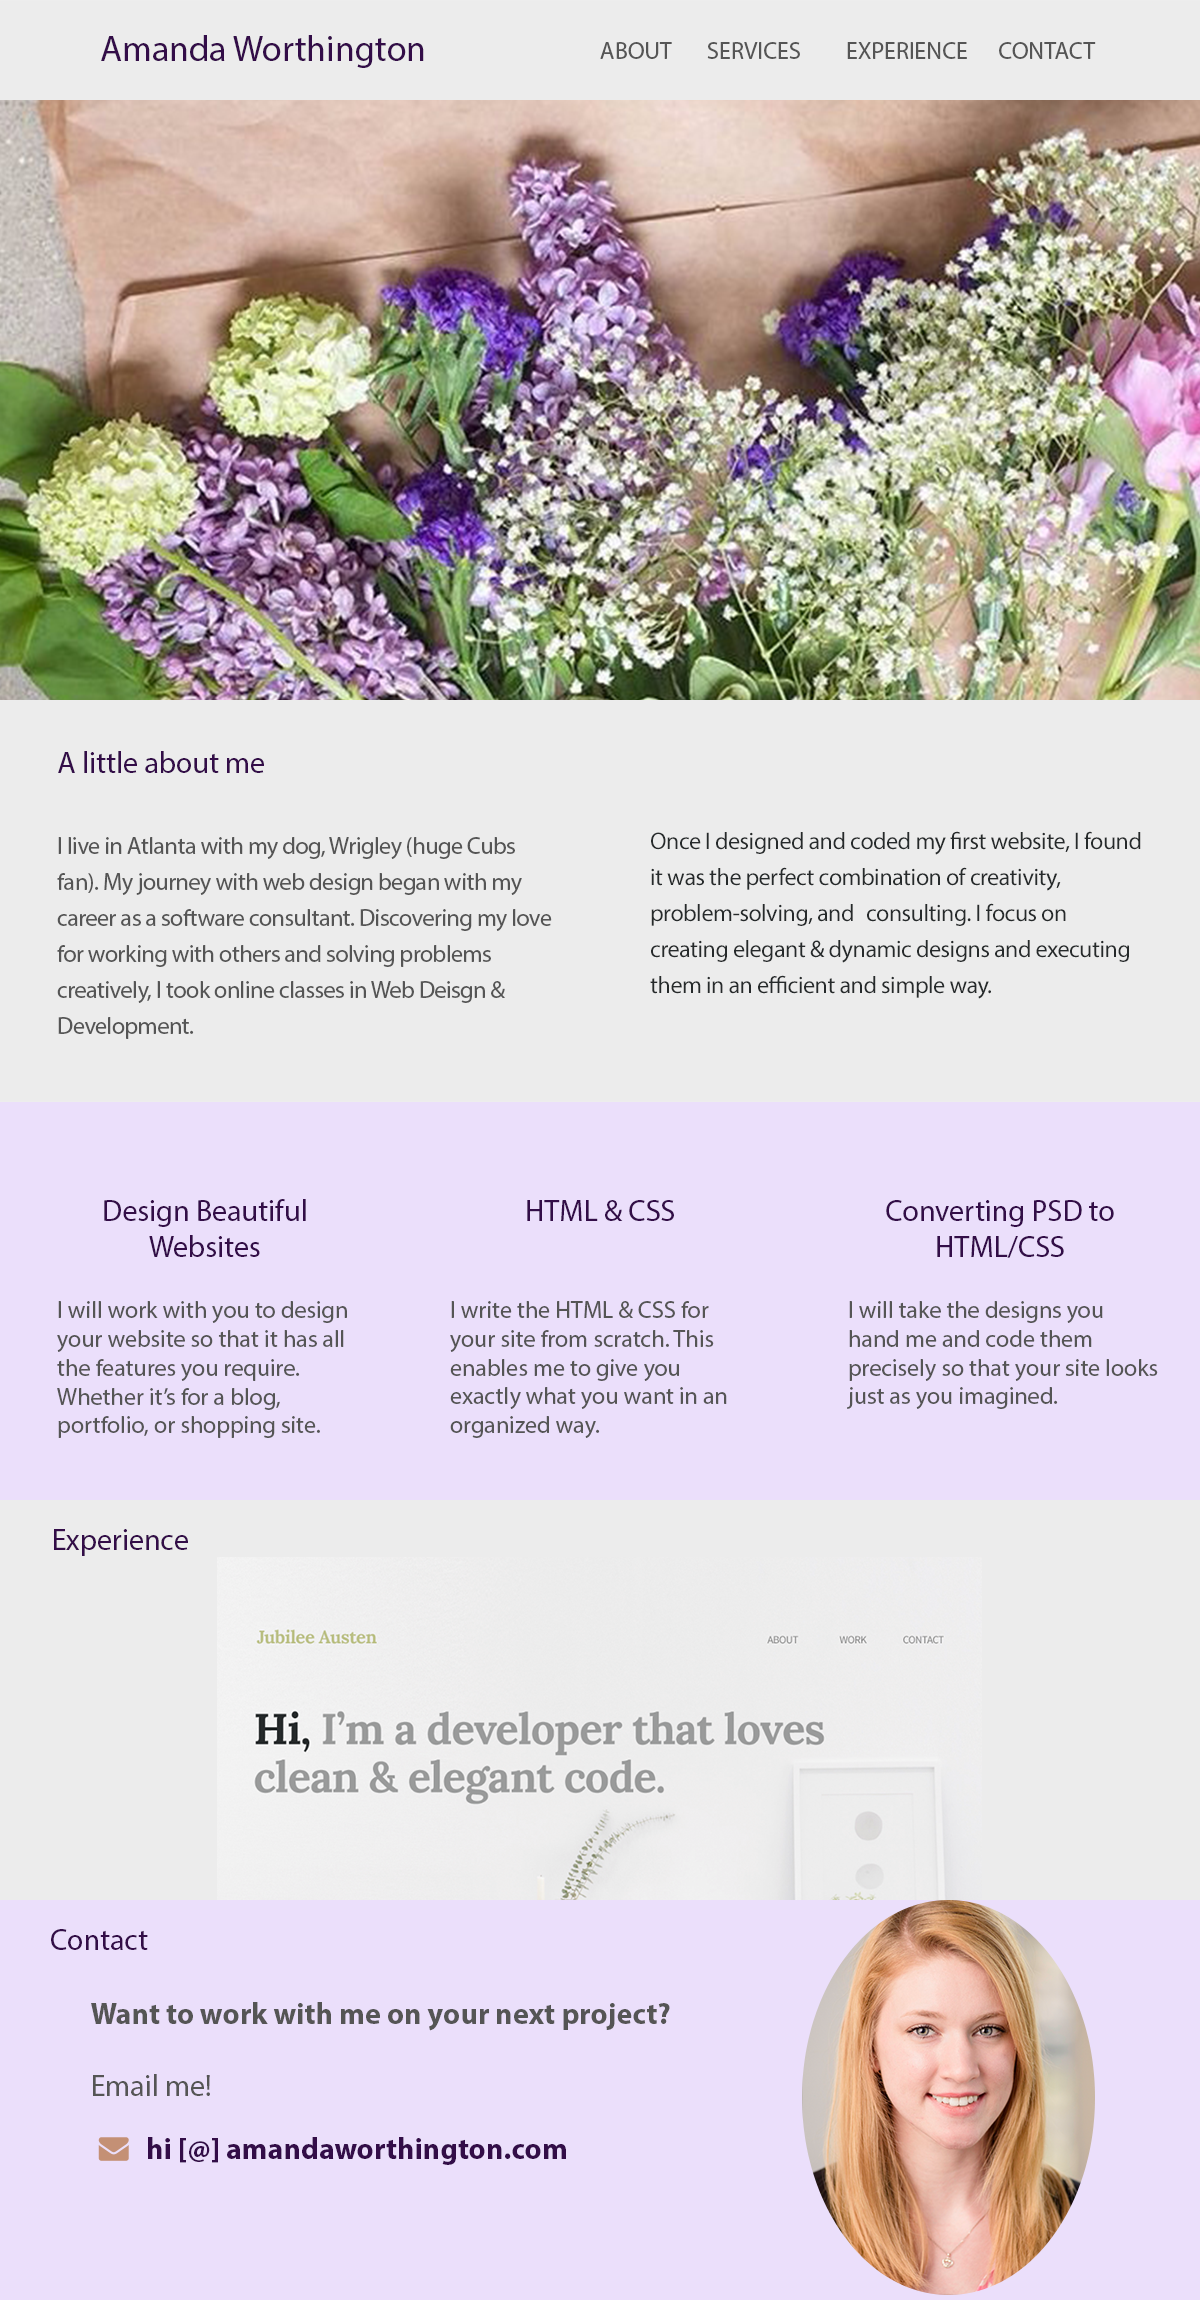 Amanda Worthington
ABOUT SERVICES EXPERIENCE CONTACT
A little about me
I live in Atlanta with my dog, Wrigley (huge Cubs
fan). My journey with web design began with my
career as a software consultant. Discovering my love
for working with others and solving problems
creatively, I took online classes in Web Deisgn &
Development.
Once I designed and coded my first website, I found
it was the perfect combination of creativity,
problem-solving, and consulting. I focus on
creating elegant & dynamic designs and executing
them in an efficient and simple way.
Design Beautiful
Websites
I will work with you to design
your website so that it has all
the features you require.
Whether it's for a blog,
portfolio, or shopping site.
HTML & CSS
I write the HTML & CSS for
your site from scratch. This
enables me to give you
exactly what you want in an
organized way.
Converting PSD to
HTML/CSS
I will take the designs you
hand me and code them
precisely so that your site looks
just as you imagined.
Experience
Jubilee Austen
ABOUT WORK CONTACT
Hi, I'm a developer that loves
clean & elegant code.
Contact
Want to work with me on your next project?
Email me!
hi [@] amandaworthington.com